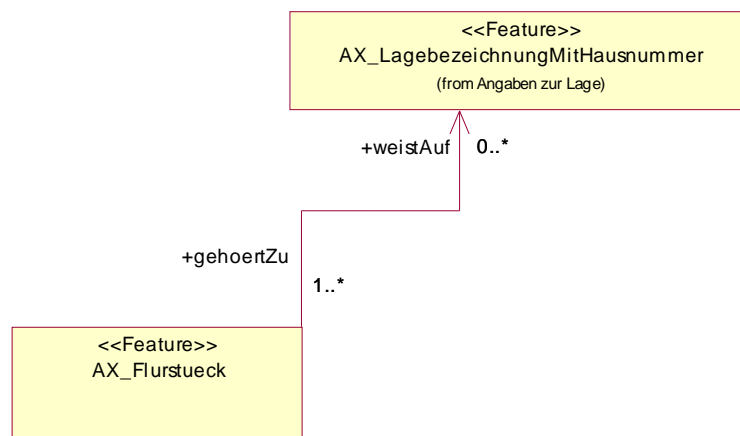 <<Feature>>
AX_LagebezeichnungMitHausnummer
(from Angaben zur Lage)
+weistAuf
0..*
+gehoertZu
1..*
<<Feature>>
AX_Flurstueck